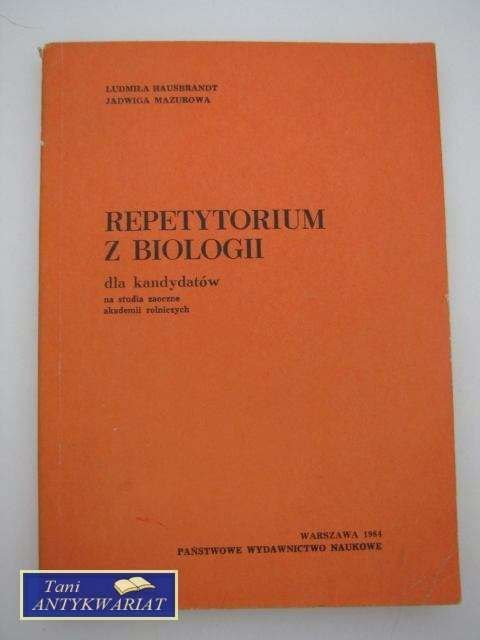 LUDMIŁA HAUSBRANDT
JADWIGA MAZUROWA
REPETYTORIUM
Z BIOLOGII
dla kandydatów
na studia zaoczne
akademii rolniczych
WARSZAWA 1984
PAŃSTWOWE WYDAWNICTWO NAUKOWE
Tani
ANTYKWARIAT